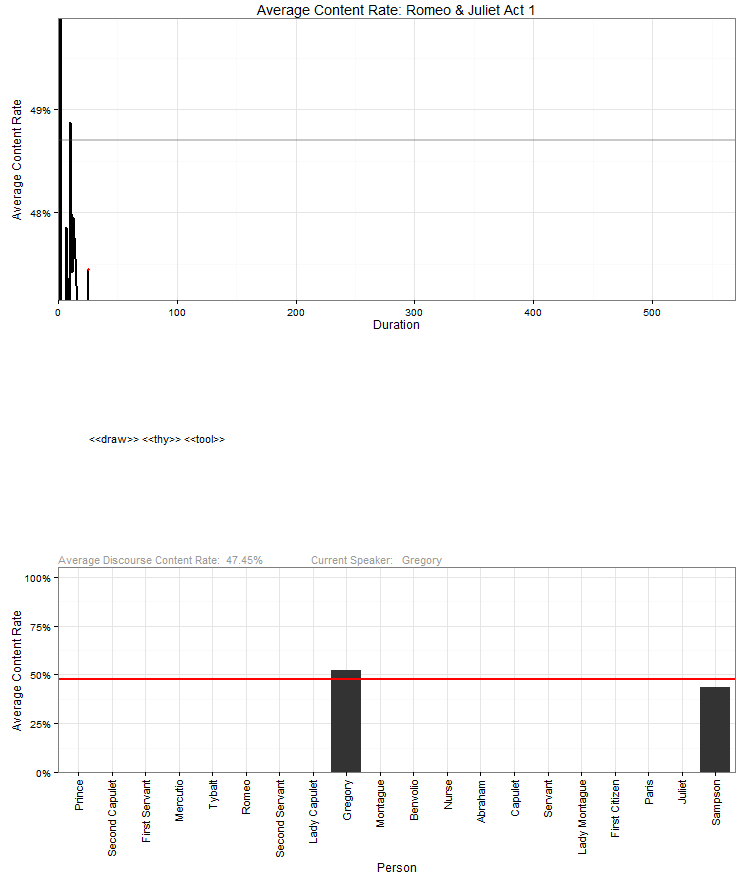 Average Content Rate: Romeo & Juliet Act 1
Average Content Rate
49%
48%
0 100 200 300 400 500
Duration
<<draw>> <<thy>> <<tool>>
Average Discourse Content Rate: 47.45% Current Speaker: Gregory
Average Content Rate
100%
75%
50%
25%
0%
Prince
Second Capulet
First Servant
Mercutio
Tybalt
Romeo
Second Servant
Lady Capulet
Gregory
Montague
Benvolio
Nurse
Abraham
Capulet
Servant
Lady Montague
First Citizen
Paris
Juliet
Sampson
Person